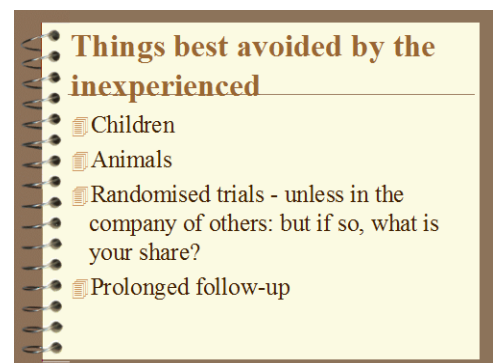 Things best avoided by the
inexperienced
Children
Animals
Randomised trials - unless in the
company of others: but if so, what is
your share?
Prolonged follow-up